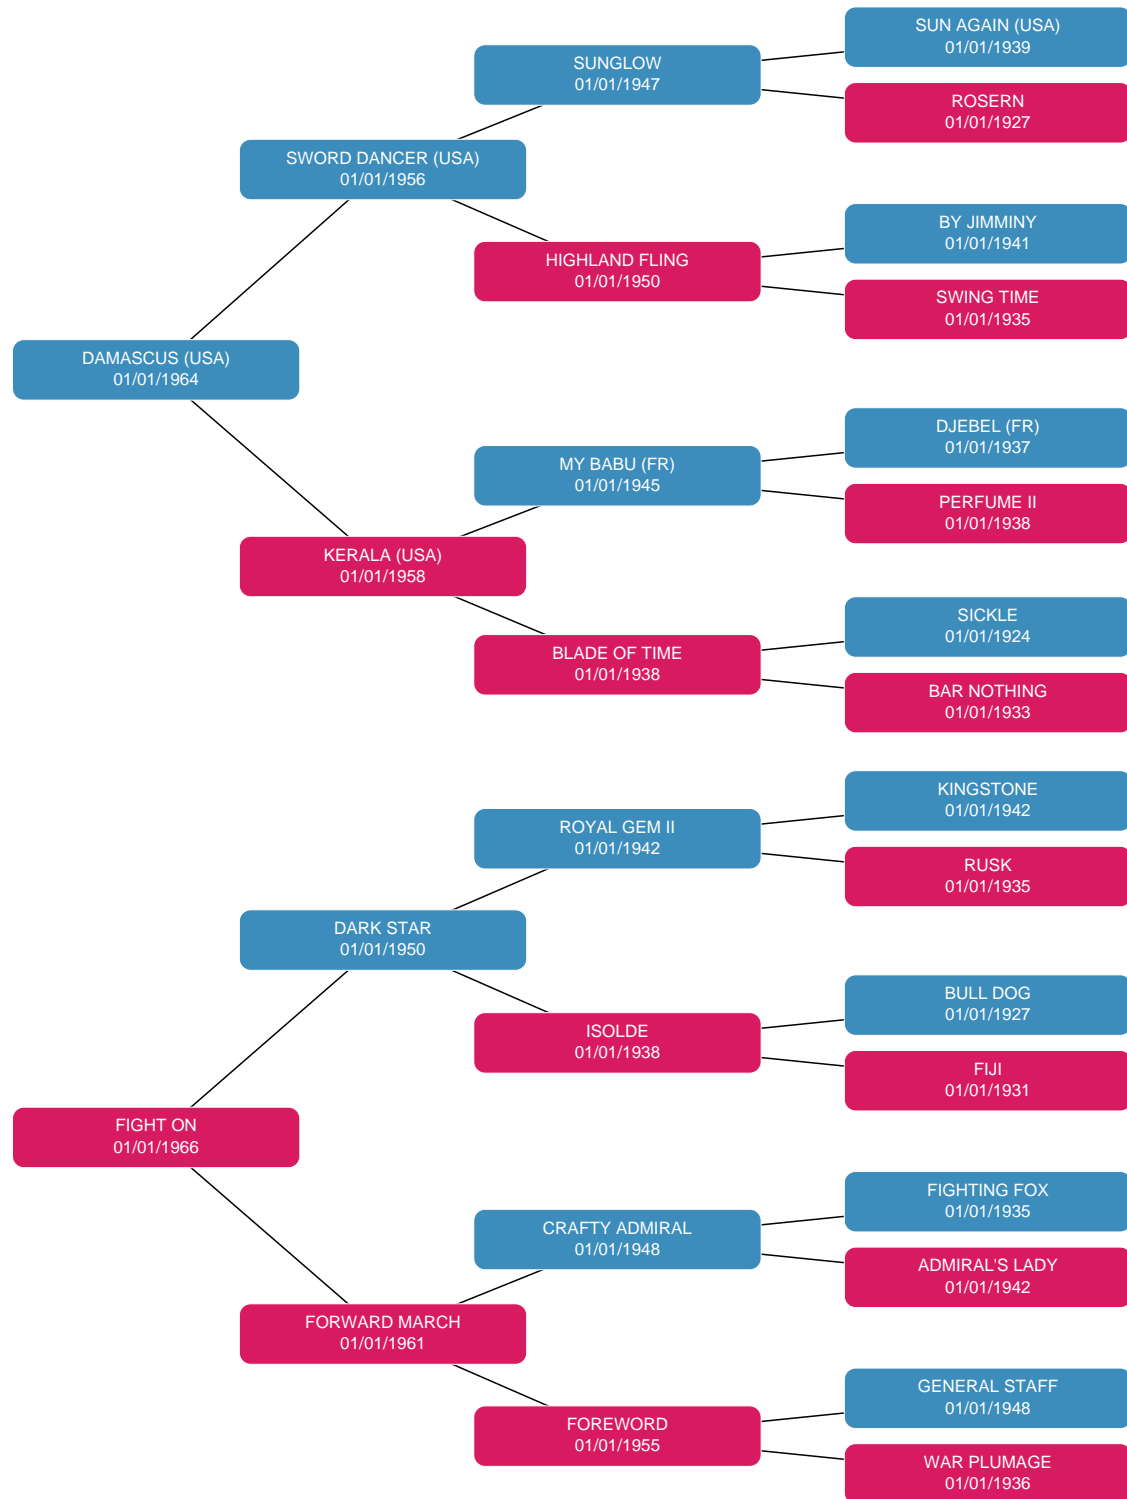 SUN AGAIN (USA)
01/01/1939
SUNGLOW
01/01/1947
ROSERN
01/01/1927
SWORD DANCER (USA)
01/01/1956
BY JIMMINY
01/01/1941
HIGHLAND FLING
01/01/1950
SWING TIME
01/01/1935
DAMASCUS (USA)
01/01/1964
DJEBEL (FR)
01/01/1937
MY BABU (FR)
01/01/1945
PERFUME II
01/01/1938
KERALA (USA)
01/01/1958
SICKLE
01/01/1924
BLADE OF TIME
01/01/1938
BAR NOTHING
01/01/1933
KINGSTONE
01/01/1942
ROYAL GEM II
01/01/1942
RUSK
01/01/1935
DARK STAR
01/01/1950
BULL DOG
01/01/1927
ISOLDE
01/01/1938
FIJI
01/01/1931
FIGHT ON
01/01/1966
FIGHTING FOX
01/01/1935
CRAFTY ADMIRAL
01/01/1948
ADMIRAL'S LADY
01/01/1942
FORWARD MARCH
01/01/1961
GENERAL STAFF
01/01/1948
FOREWORD
01/01/1955
WAR PLUMAGE
01/01/1936